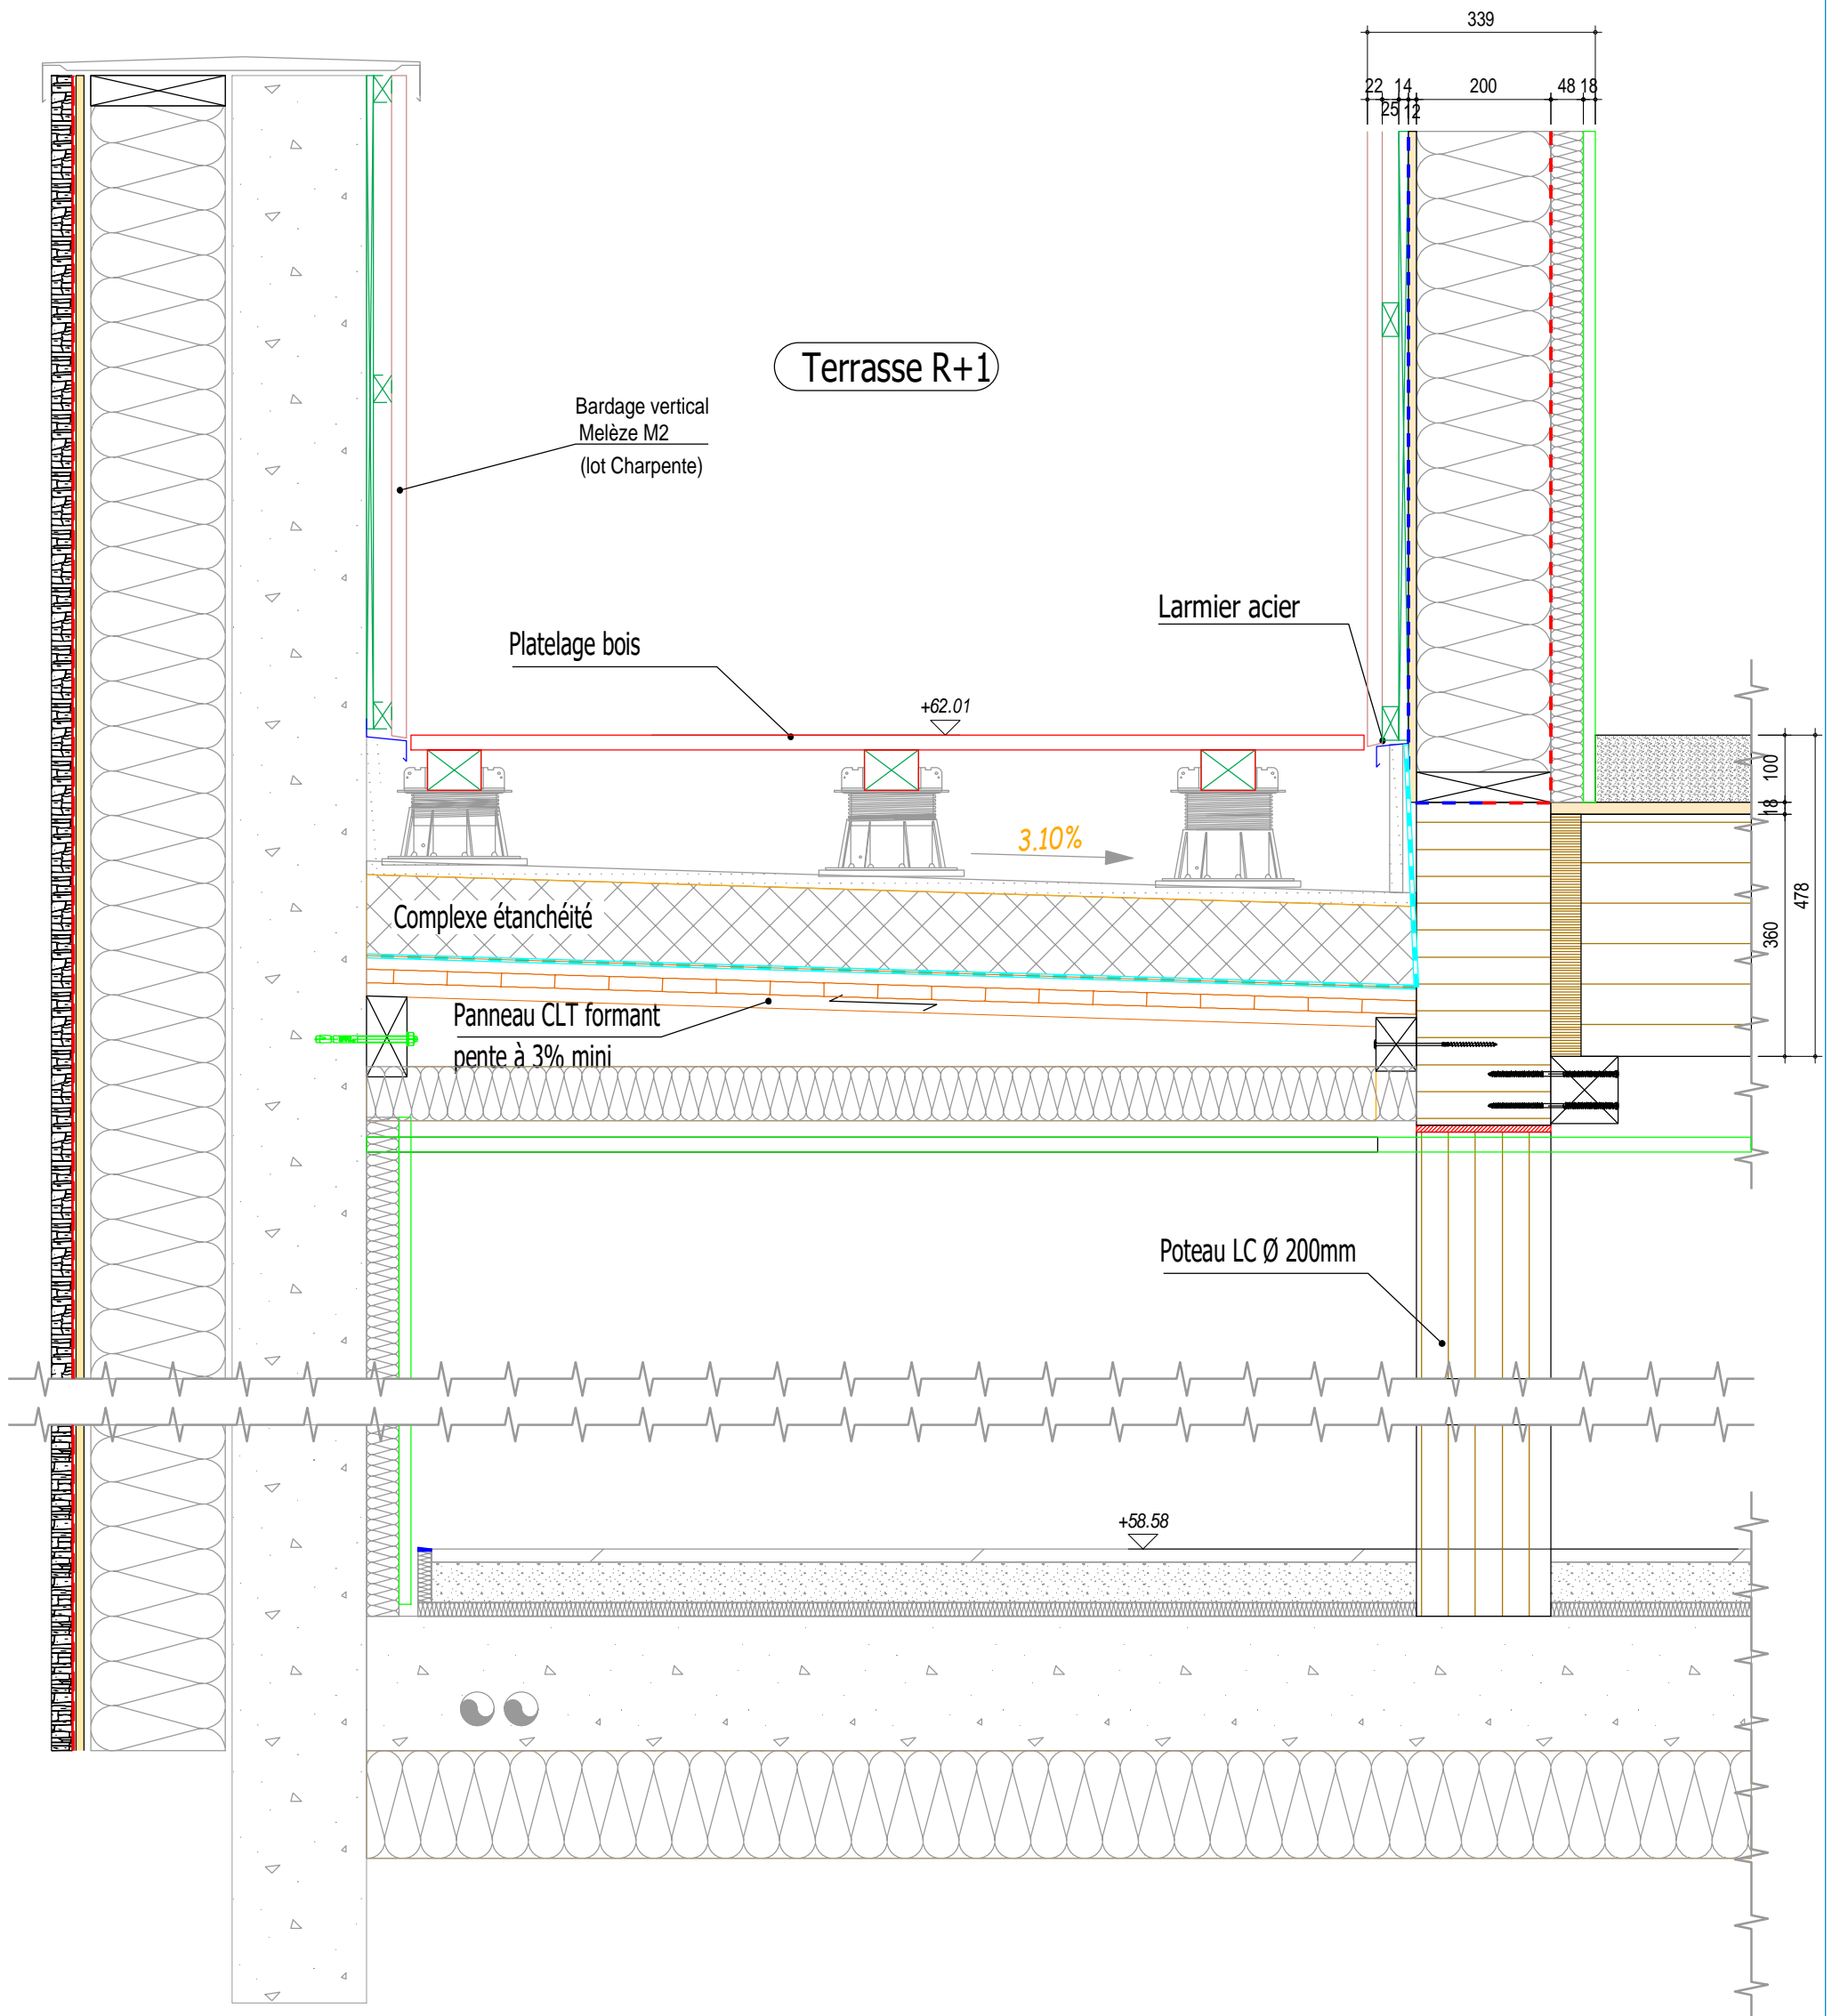 339
22 14 200 48 18
25 12
Terrasse R+1
Bardage vertical
Melèze M2
(lot Charpente)
Larmier acier
Platelage bois
+62.01
100
18
360
478
3.10%
Complexe étanchéité
Panneau CLT formant
pente à 3% mini
Poteau LC Ø 200mm
+58.58